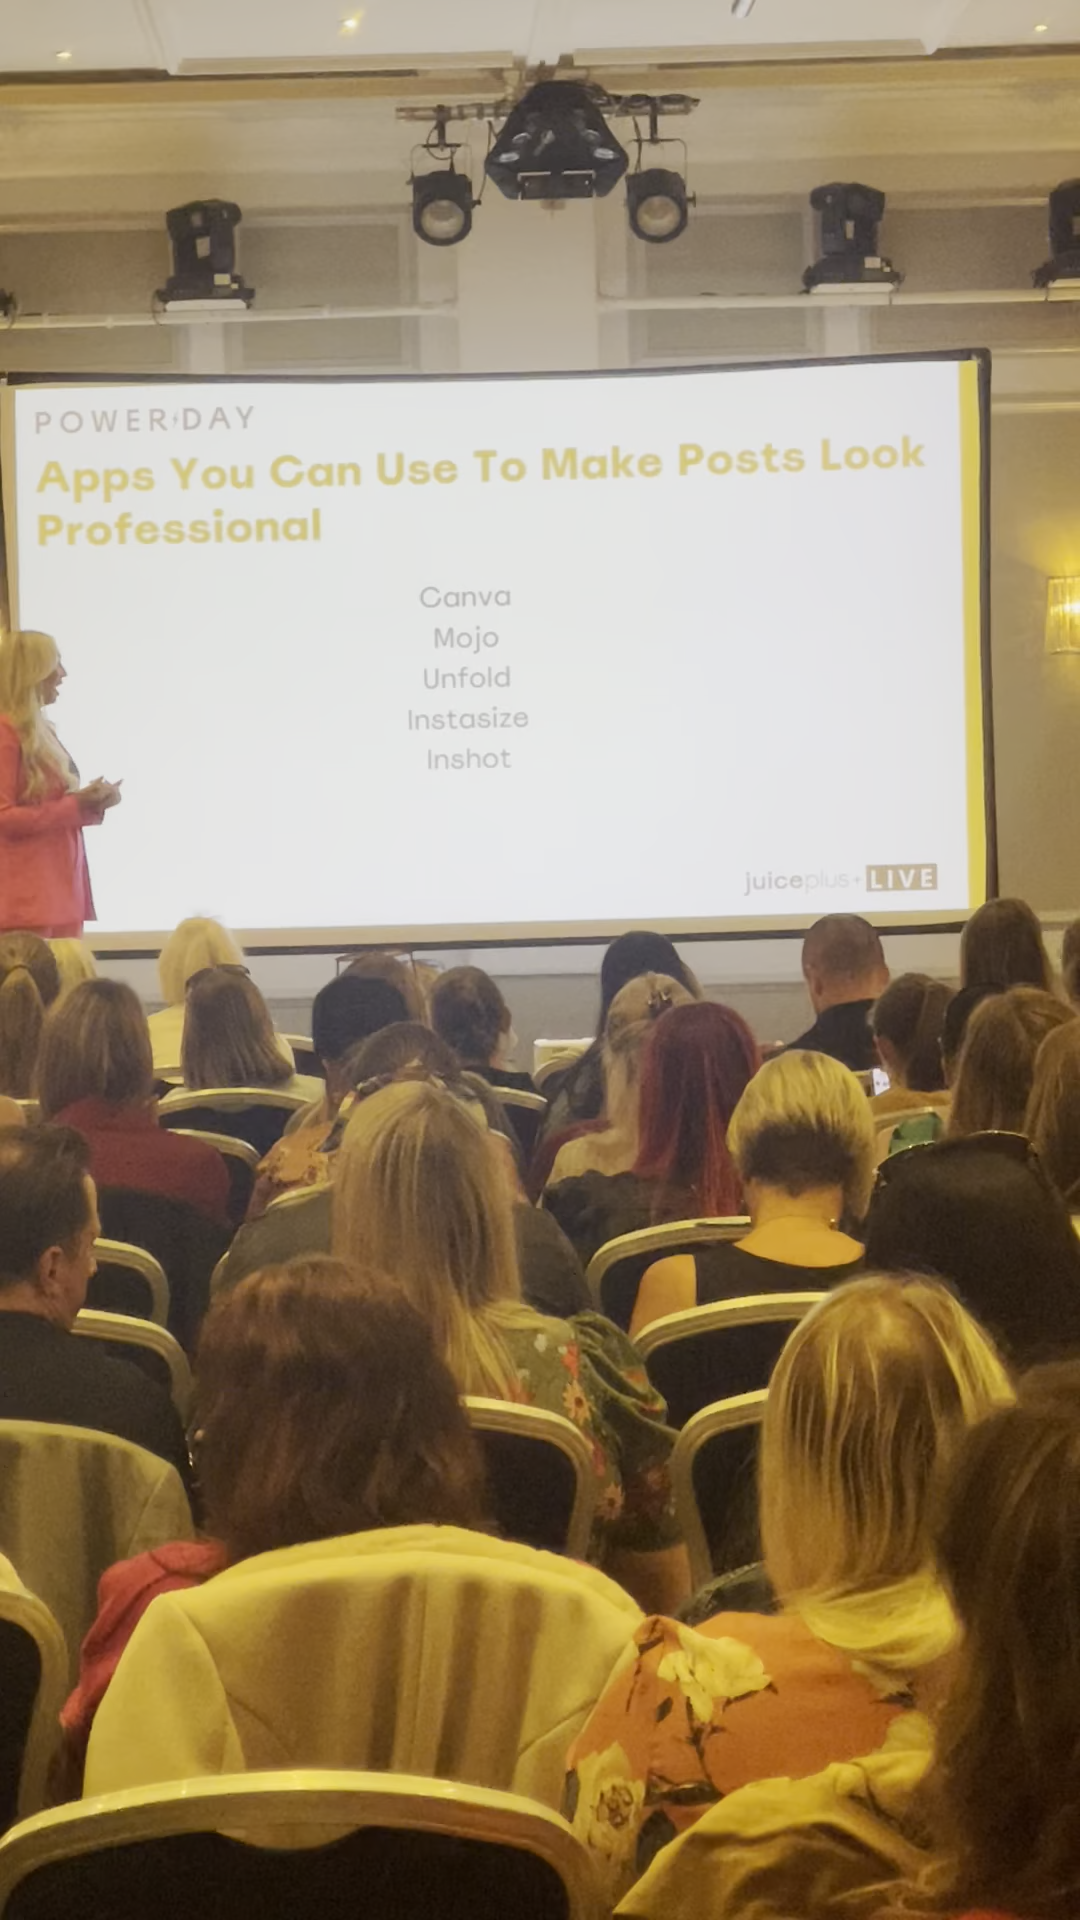 POWER DAY
Apps You Can Use To Make Posts Look
Professional
Canva
Mojo
Unfold
Instasize
Inshot
juiceplus+ LIVE